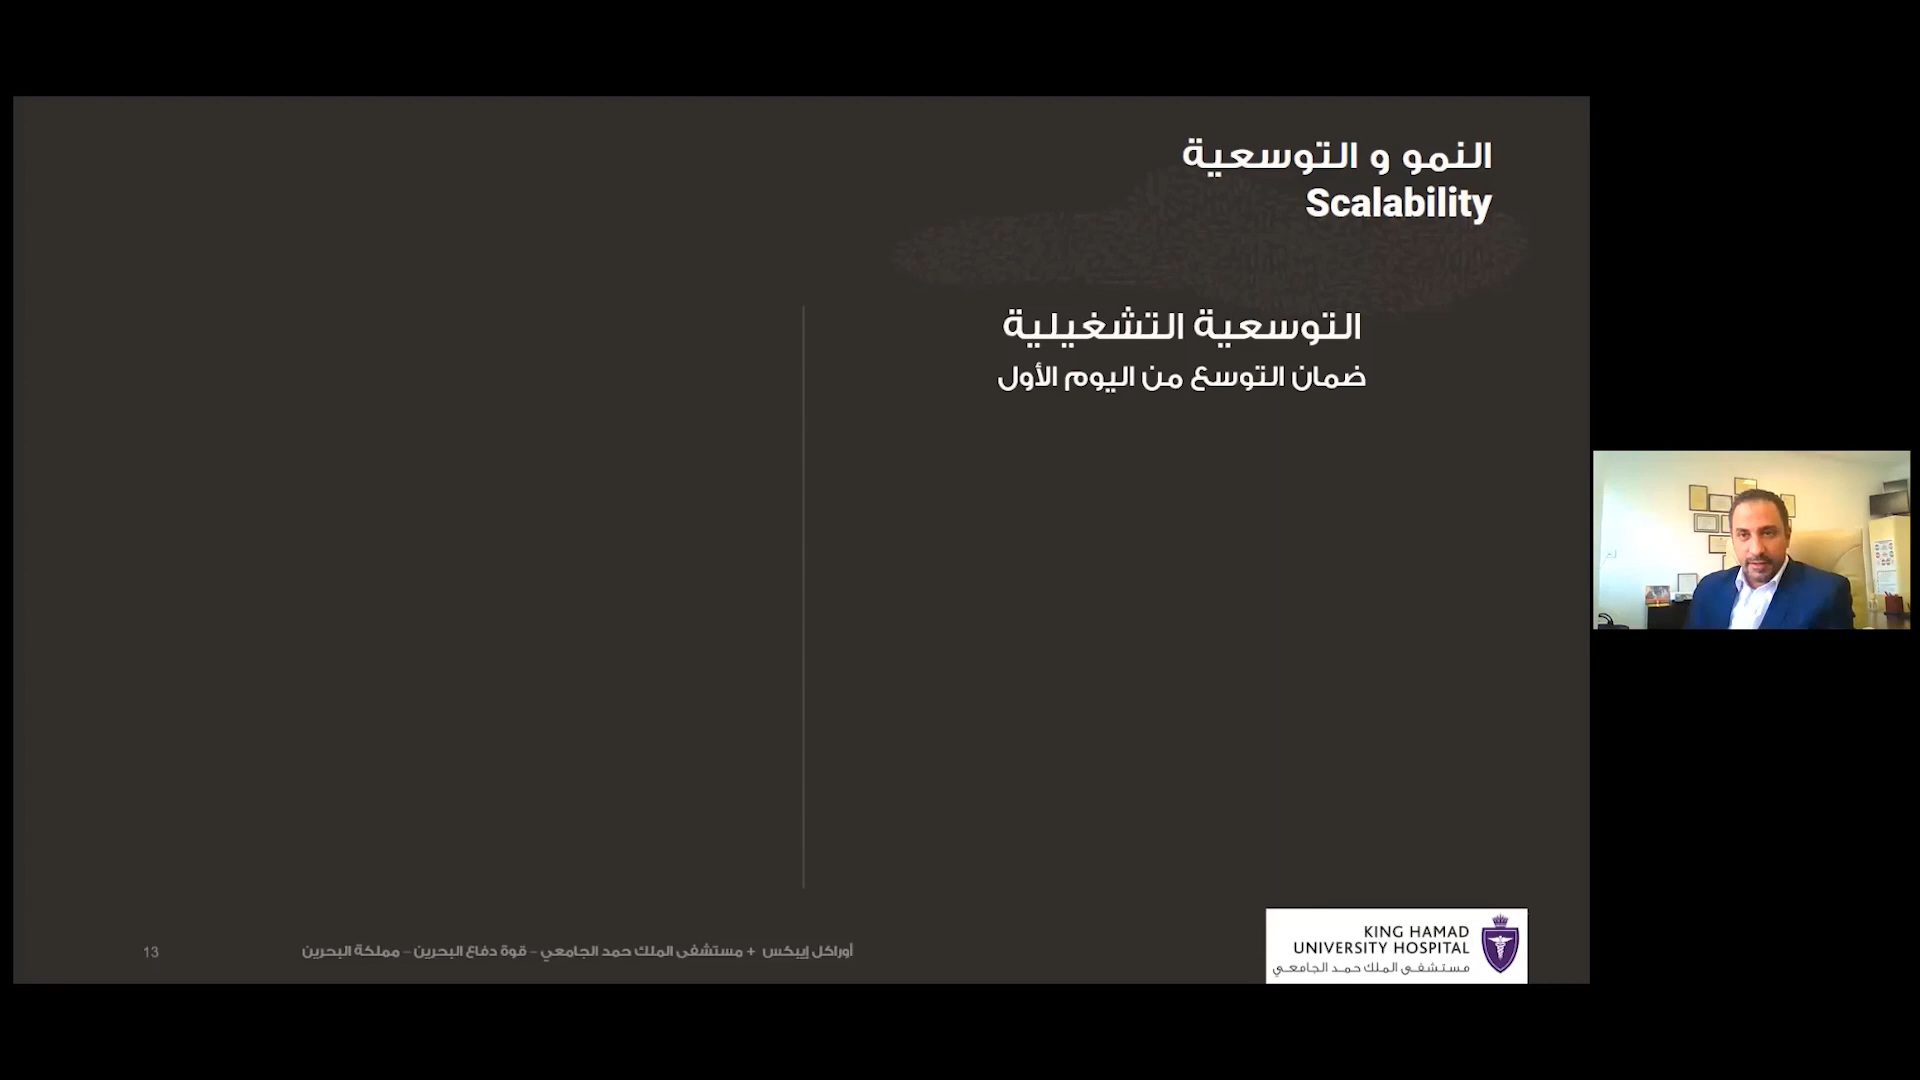 النمو و التوسعية
Scalability
التوسعية التشغيلية
ضمان التوسع من اليوم الأول
KING HAMAD
UNIVERSITY HOSPITAL
مستشفى الملك حمد الجامعي
أوراكل إيبكس + مستشفى الملك حمد الجامعي – قوة دفاع البحرين – مملكة البحرين
13